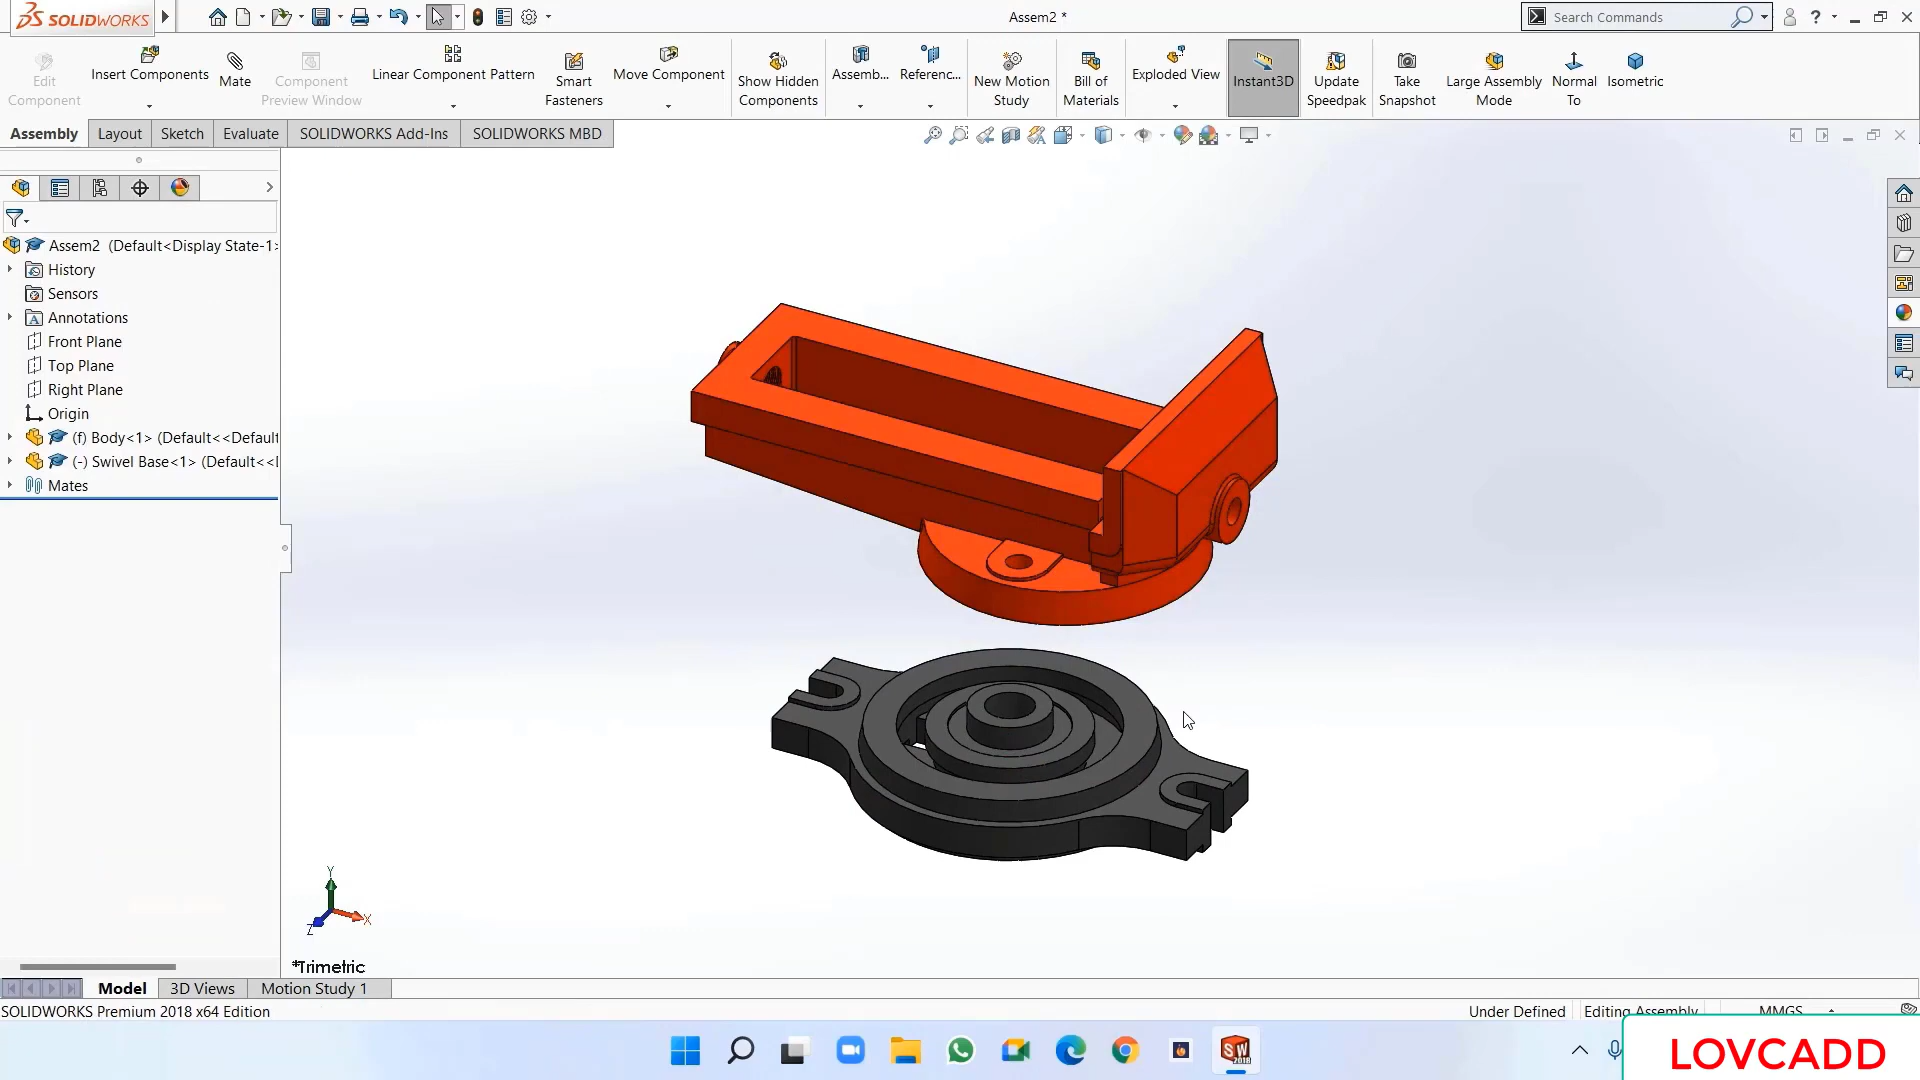 SOLIDWORKS
Assem2 *
Search Commands
Edit Component
Insert Components
Mate
Component Preview Window
Linear Component Pattern
Smart Fasteners
Move Component
Show Hidden Components
Assemb...
Referenc...
New Motion Study
Bill of Materials
Exploded View
Instant3D
Update Speedpak
Take Snapshot
Large Assembly Mode
Normal To
Isometric
Assembly
Layout
Sketch
Evaluate
SOLIDWORKS Add-Ins
SOLIDWORKS MBD
Assem2 (Default<Display State-1>
History
Sensors
Annotations
Front Plane
Top Plane
Right Plane
Origin
(f) Body<1> (Default<<Default
(-) Swivel Base<1> (Default<<D
Mates
Y
X
Z
*Trimetric
Model
3D Views
Motion Study 1
SOLIDWORKS Premium 2018 x64 Edition
Under Defined
Editing Assembly
MMGS
SW
2018
LOVCADD